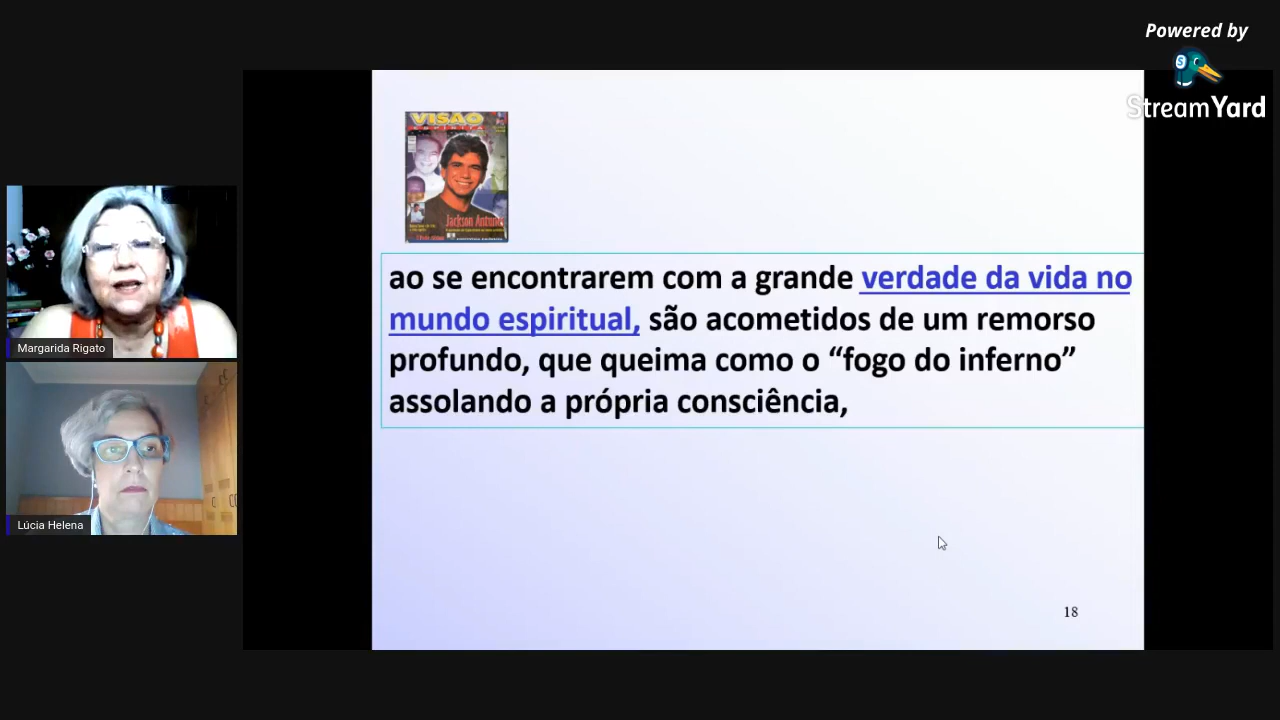 Powered by
StreamYard
VISÃO
ESPÍRITA
Jackson Antunes
ao se encontrarem com a grande verdade da vida no
mundo espiritual, são acometidos de um remorso
profundo, que queima como o “fogo do inferno”
assolando a própria consciência,
Margarida Rigato
Lúcia Helena
18